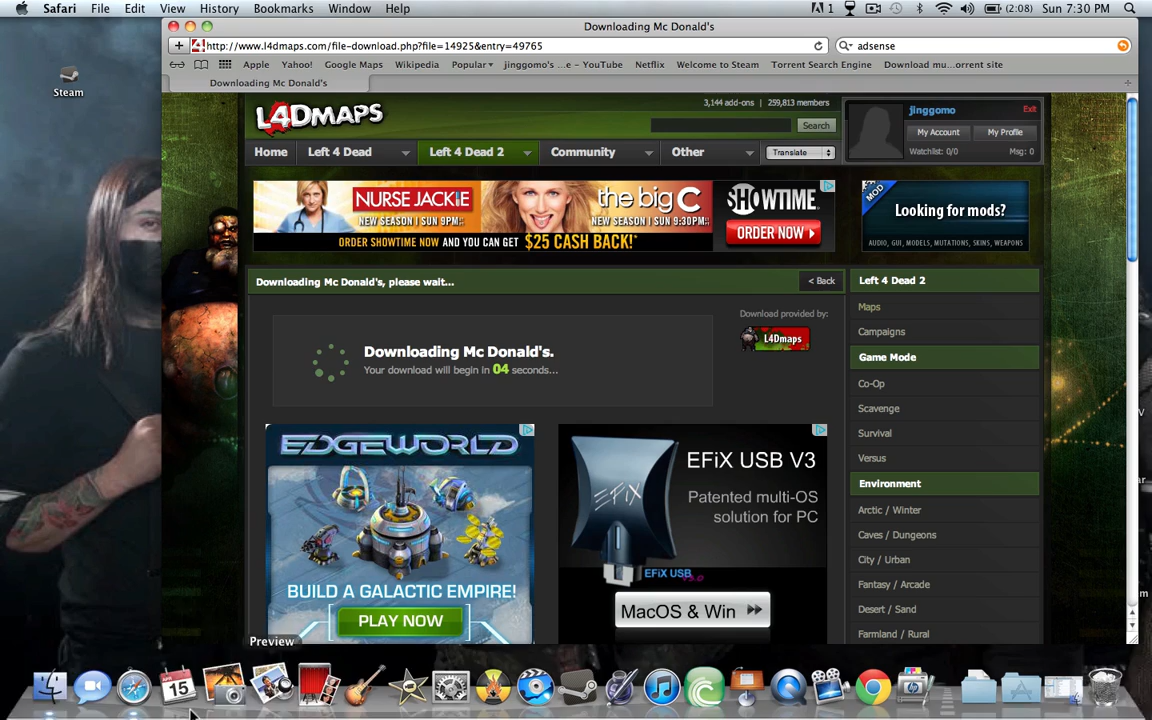 Safari File Edit View History Bookmarks Window Help
1 (2:08) Sun 7:30 PM
Downloading Mc Donald's
http://www.l4dmaps.com/file-download.php?file=14925&entry=49765
adsense
Apple Yahoo! Google Maps Wikipedia Popular jinggomo's ...e - YouTube Netflix Welcome to Steam Torrent Search Engine Download mu...orrent site
Downloading Mc Donald's
Steam
L4DMAPS
3,144 add-ons | 259,813 members
Search
jinggomo
Exit
My Account
My Profile
Watchlist: 0/0
Msg: 0
Home
Left 4 Dead
Left 4 Dead 2
Community
Other
Translate
NURSE JACKIE
NEW SEASON | SUN 9PM
the big C
NEW SEASON | SUN 9:30PM
ORDER SHOWTIME NOW AND YOU CAN GET $25 CASH BACK!*
SHOWTIME.
ORDER NOW
MOD
Looking for mods?
AUDIO, GUI, MODELS, MUTATIONS, SKINS, WEAPONS
Downloading Mc Donald's, please wait...
< Back
Downloading Mc Donald's.
Your download will begin in 04 seconds...
Download provided by:
L4Dmaps
EDGEWORLD
BUILD A GALACTIC EMPIRE!
PLAY NOW
EFiX USB V3
Patented multi-OS
solution for PC
EFiX
EFiX USB
MacOS & Win
Left 4 Dead 2
Maps
Campaigns
Game Mode
Co-Op
Scavenge
Survival
Versus
Environment
Arctic / Winter
Caves / Dungeons
City / Urban
Fantasy / Arcade
Desert / Sand
Farmland / Rural
Preview
15